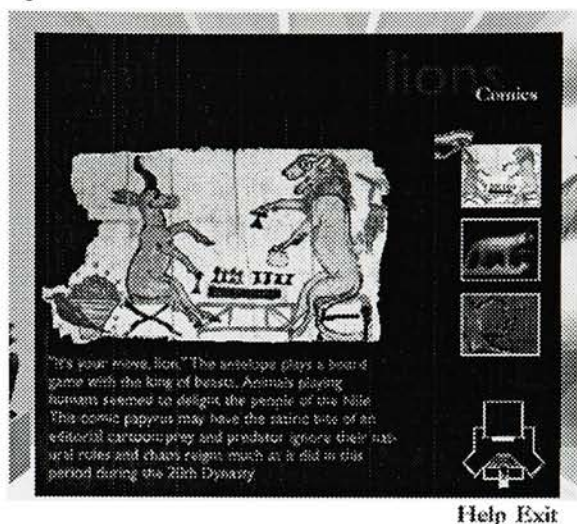 lions
Comics
"It's your move, lion." The antelope plays a board
game with the king of beasts. Animals playing
humans seemed to delight the people of the Nile.
This comic papyrus may have the satiric bite of an
editorial cartoon: prey and predator ignore their nat-
ural roles and chaos reigns much as it did in this
period during the 20th Dynasty.
Help Exit